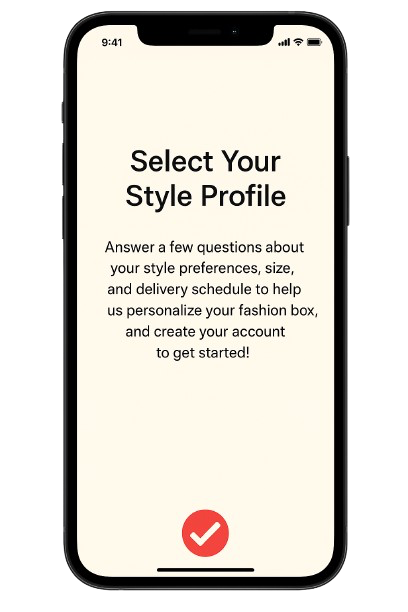 9:41
Select Your
Style Profile
Answer a few questions about
your style preferences, size,
and delivery schedule to help
us personalize your fashion box,
and create your account
to get started!